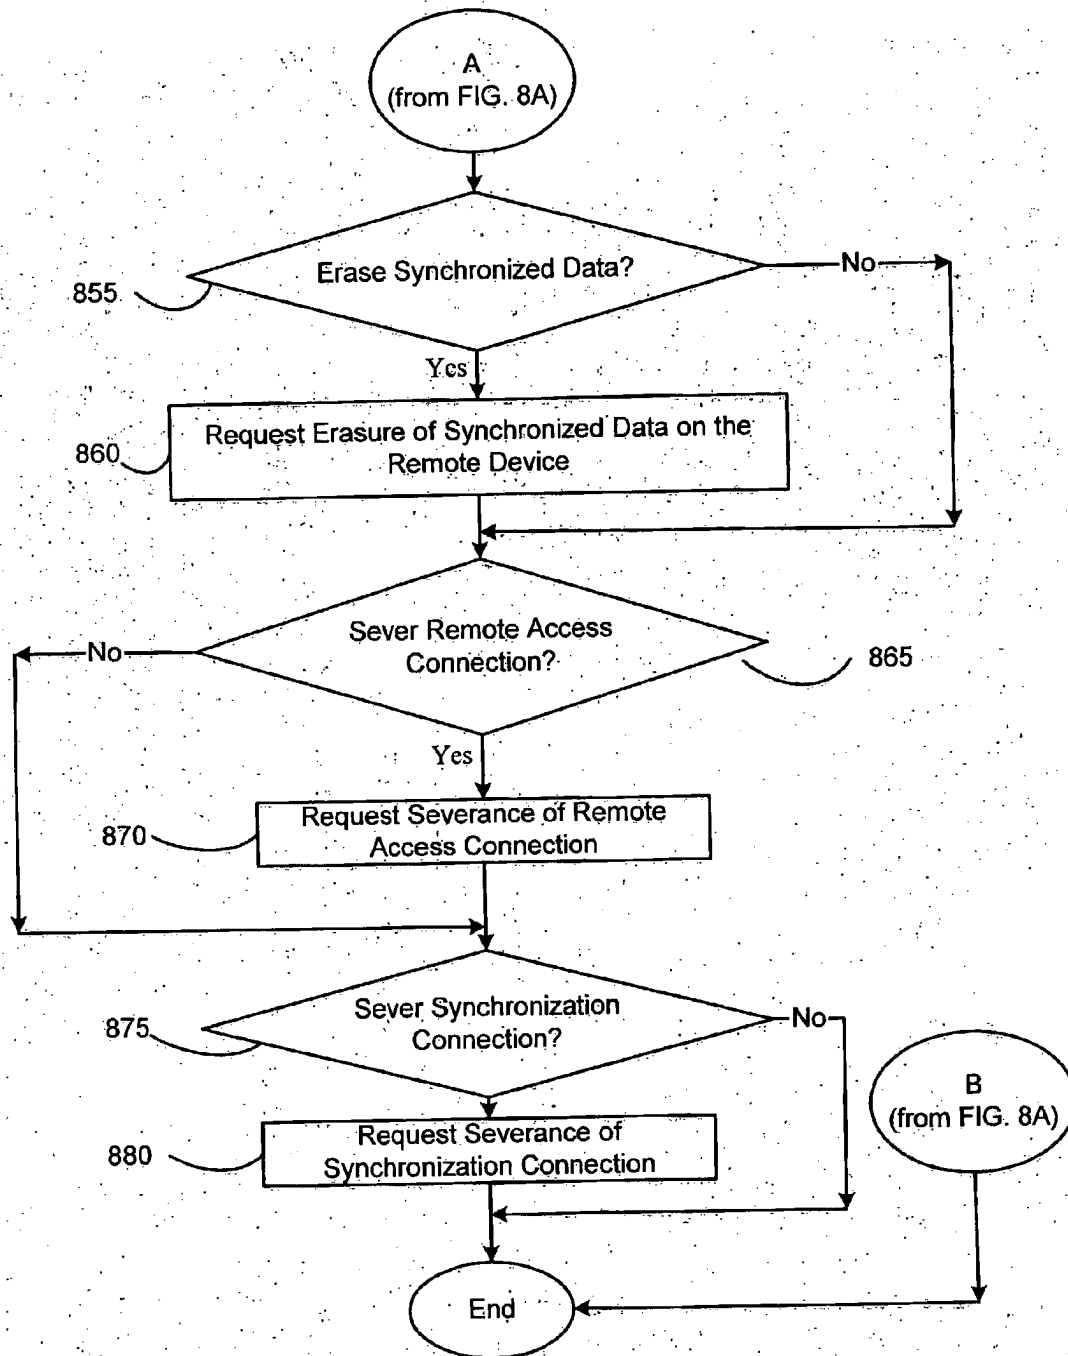 A
(from FIG. 8A)
Erase Synchronized Data?
No
855
Yes
Request Erasure of Synchronized Data on the
Remote Device
860
Sever Remote Access
Connection?
No
865
Yes
Request Severance of Remote
Access Connection
870
Sever Synchronization
Connection?
No
875
B
(from FIG. 8A)
Request Severance of
Synchronization Connection
880
End